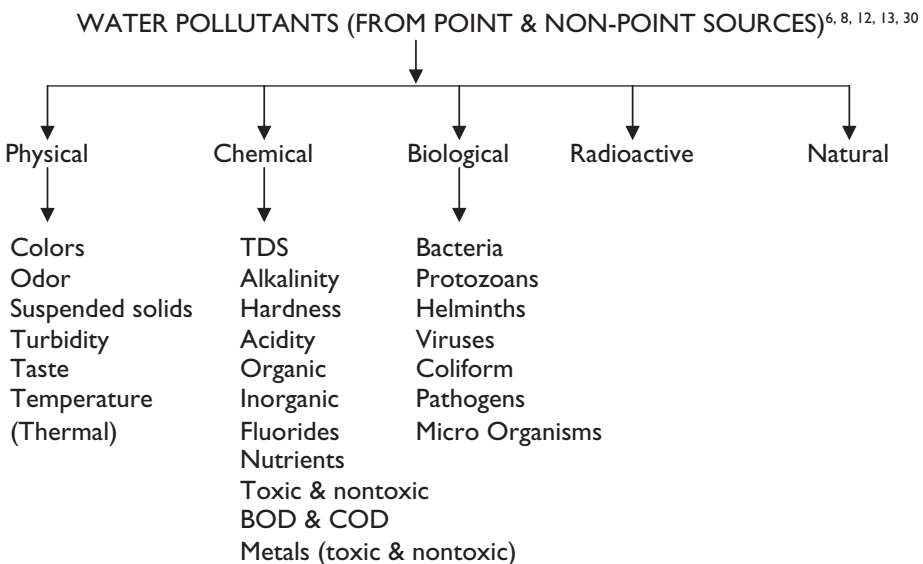 WATER POLLUTANTS (FROM POINT & NON-POINT SOURCES)6, 8, 12, 13, 30
Physical
Chemical
Biological
Radioactive
Natural
Colors
Odor
Suspended solids
Turbidity
Taste
Temperature
(Thermal)
TDS
Alkalinity
Hardness
Acidity
Organic
Inorganic
Fluorides
Nutrients
Toxic & nontoxic
BOD & COD
Metals (toxic & nontoxic)
Bacteria
Protozoans
Helminths
Viruses
Coliform
Pathogens
Micro Organisms